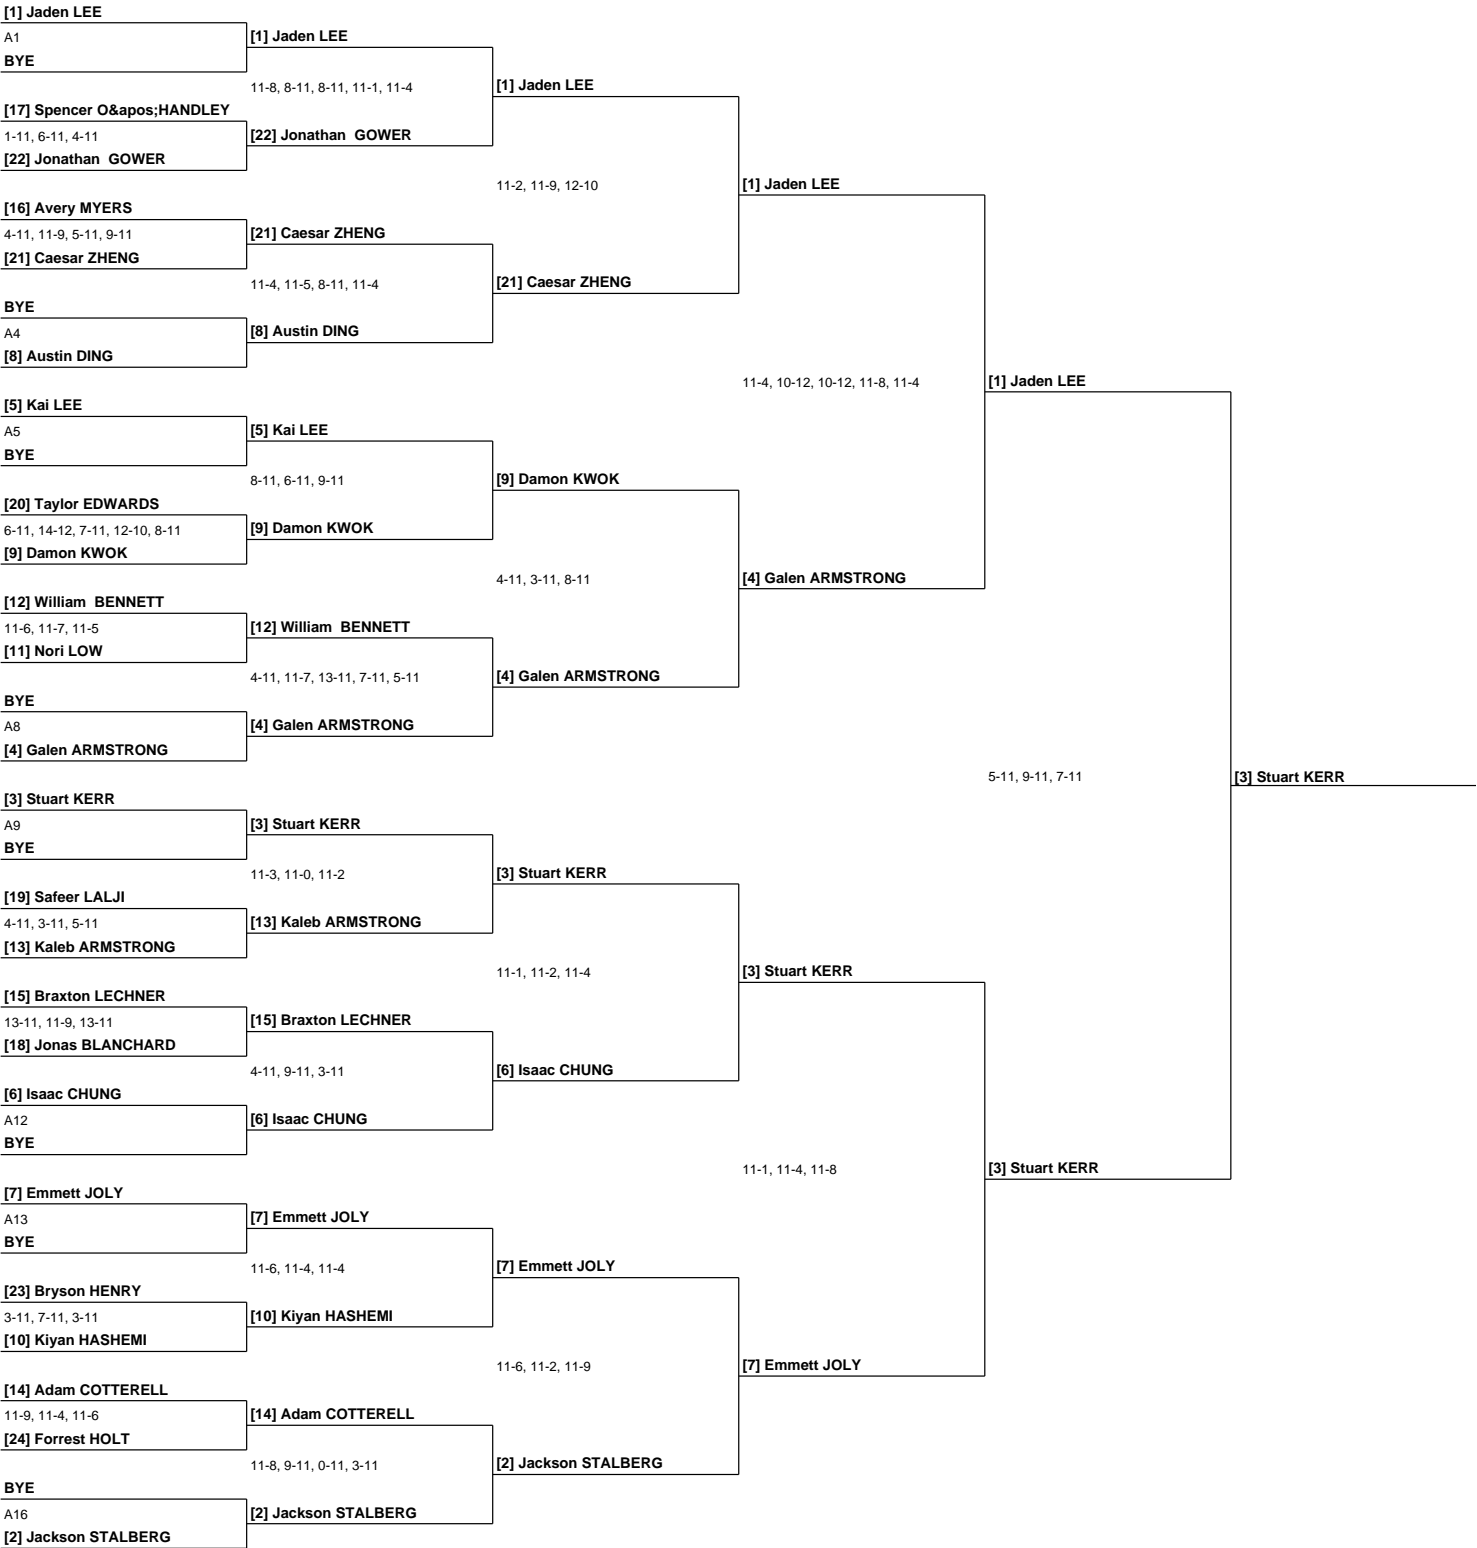 [1] Jaden LEE
A1
BYE
[17] Spencer O&apos;HANDLEY
1-11, 6-11, 4-11
[22] Jonathan  GOWER
[16] Avery MYERS
4-11, 11-9, 5-11, 9-11
[21] Caesar ZHENG
BYE
A4
[8] Austin DING
[5] Kai LEE
A5
BYE
[20] Taylor EDWARDS
6-11, 14-12, 7-11, 12-10, 8-11
[9] Damon KWOK
[12] William  BENNETT
11-6, 11-7, 11-5
[11] Nori LOW
BYE
A8
[4] Galen ARMSTRONG
[3] Stuart KERR
A9
BYE
[19] Safeer LALJI
4-11, 3-11, 5-11
[13] Kaleb ARMSTRONG
[15] Braxton LECHNER
13-11, 11-9, 13-11
[18] Jonas BLANCHARD
[6] Isaac CHUNG
A12
BYE
[7] Emmett JOLY
A13
BYE
[23] Bryson HENRY
3-11, 7-11, 3-11
[10] Kiyan HASHEMI
[14] Adam COTTERELL
11-9, 11-4, 11-6
[24] Forrest HOLT
BYE
A16
[2] Jackson STALBERG
[1] Jaden LEE
11-8, 8-11, 8-11, 11-1, 11-4
[22] Jonathan  GOWER
[21] Caesar ZHENG
11-4, 11-5, 8-11, 11-4
[8] Austin DING
[5] Kai LEE
8-11, 6-11, 9-11
[9] Damon KWOK
[12] William  BENNETT
4-11, 11-7, 13-11, 7-11, 5-11
[4] Galen ARMSTRONG
[3] Stuart KERR
11-3, 11-0, 11-2
[13] Kaleb ARMSTRONG
[15] Braxton LECHNER
4-11, 9-11, 3-11
[6] Isaac CHUNG
[7] Emmett JOLY
11-6, 11-4, 11-4
[10] Kiyan HASHEMI
[14] Adam COTTERELL
11-8, 9-11, 0-11, 3-11
[2] Jackson STALBERG
[1] Jaden LEE
11-2, 11-9, 12-10
[21] Caesar ZHENG
[9] Damon KWOK
4-11, 3-11, 8-11
[4] Galen ARMSTRONG
[3] Stuart KERR
11-1, 11-2, 11-4
[6] Isaac CHUNG
[7] Emmett JOLY
11-6, 11-2, 11-9
[2] Jackson STALBERG
[1] Jaden LEE
11-4, 10-12, 10-12, 11-8, 11-4
[4] Galen ARMSTRONG
[3] Stuart KERR
11-1, 11-4, 11-8
[7] Emmett JOLY
[1] Jaden LEE
5-11, 9-11, 7-11
[3] Stuart KERR
[3] Stuart KERR